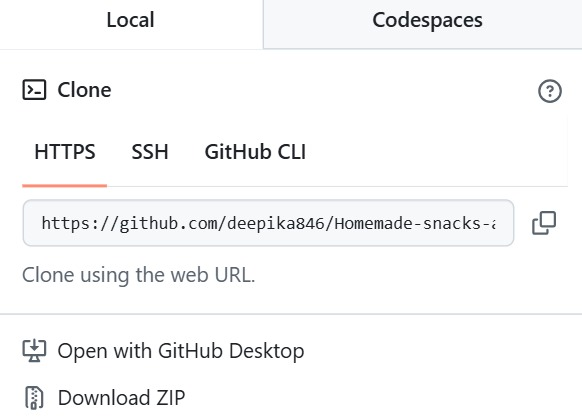 Local Codespaces
Clone
HTTPS SSH GitHub CLI
https://github.com/deepika846/Homemade-snacks-
Clone using the web URL.
Open with GitHub Desktop
Download ZIP